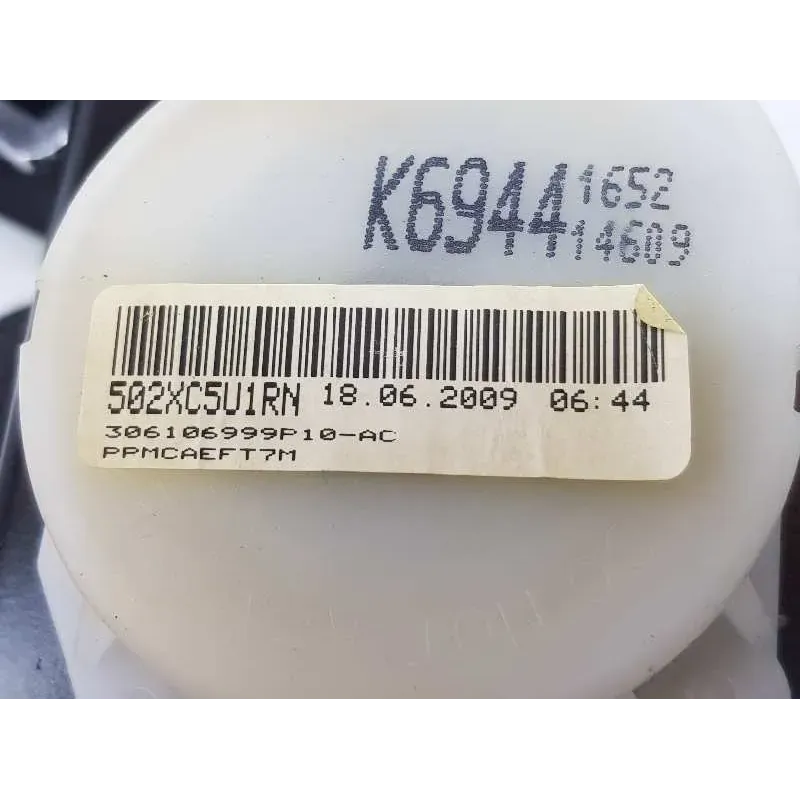 K6944 1652
14609
502XC5U1RN 18.06.2009 06:44
306106999P10-AC
PPMCAEFT7M